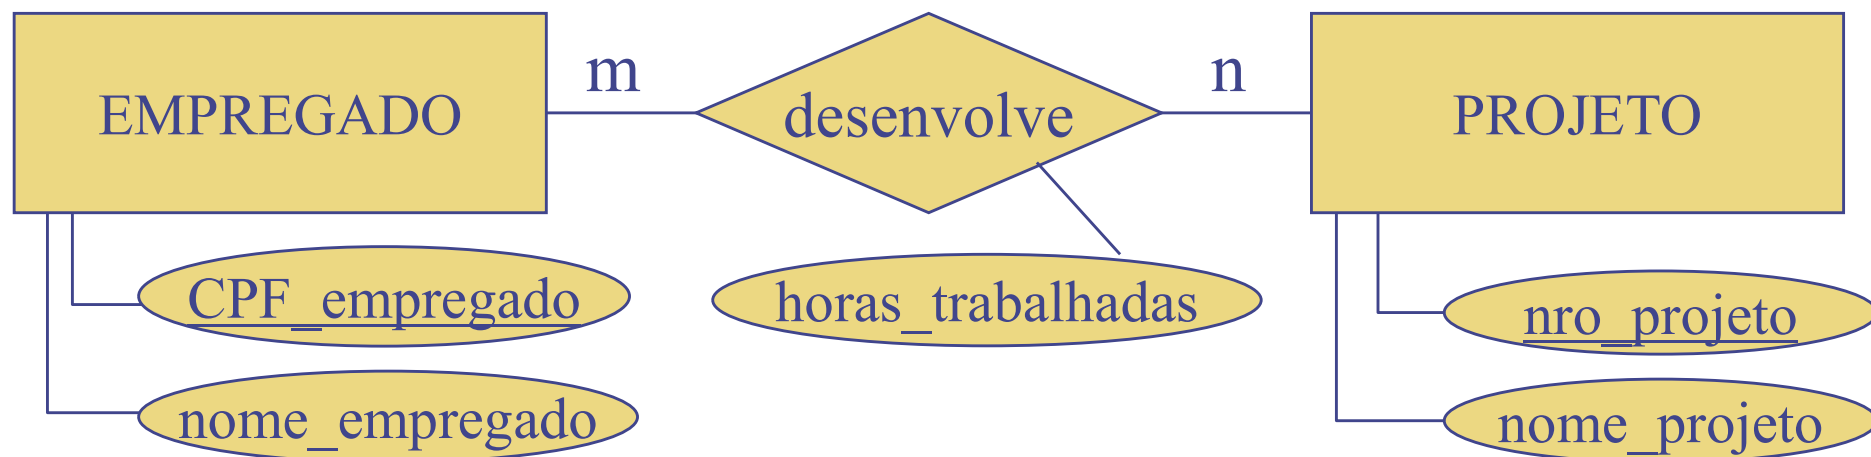 EMPREGADO
m
desenvolve
n
PROJETO
CPF_empregado
horas_trabalhadas
nro_projeto
nome_empregado
nome_projeto